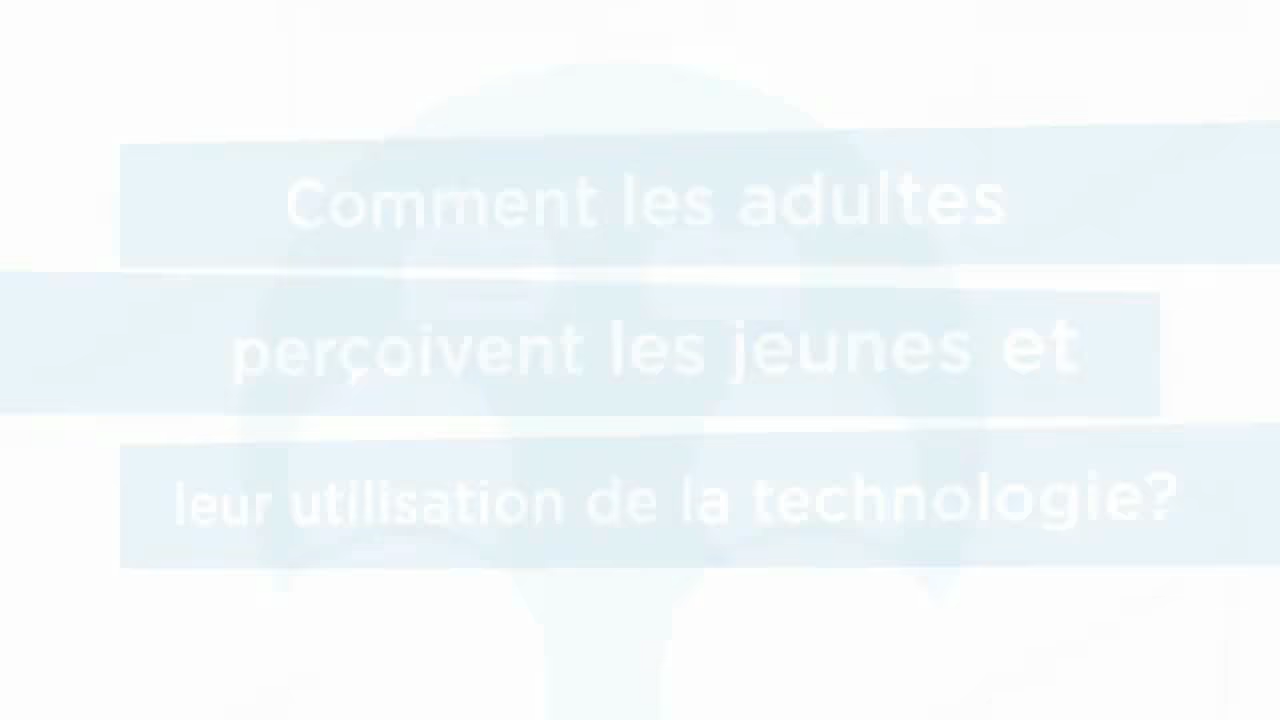 Comment les adultes
perçoivent les jeunes et
leur utilisation de la technologie?